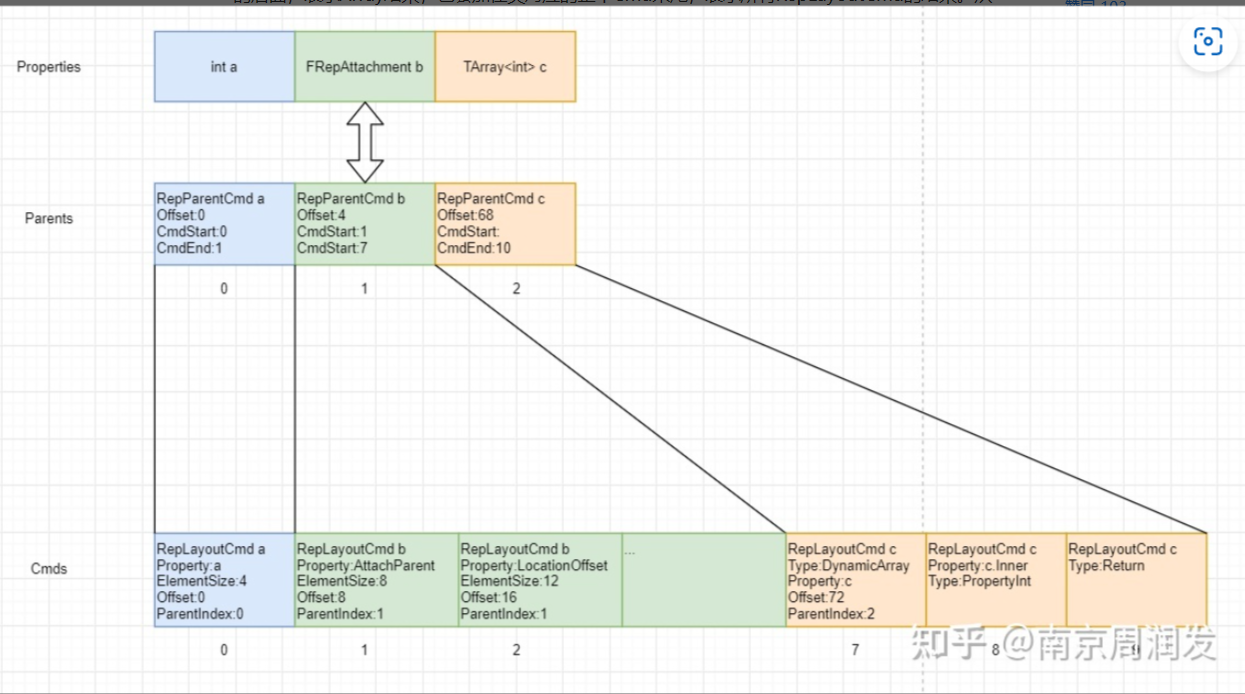 Properties
int a
FRepAttachment b
TArray<int> c
Parents
RepParentCmd a
Offset:0
CmdStart:0
CmdEnd:1
RepParentCmd b
Offset:4
CmdStart:1
CmdStart:7
RepParentCmd c
Offset:68
CmdStart:
CmdEnd:10
0
1
2
Cmds
RepLayoutCmd a
Property:a
ElementSize:4
Offset:0
ParentIndex:0
RepLayoutCmd b
Property:AttachParent
ElementSize:8
Offset:8
ParentIndex:1
RepLayoutCmd b
Property:LocationOffset
ElementSize:12
Offset:16
ParentIndex:1
...
RepLayoutCmd c
Type:DynamicArray
Property:c
Offset:72
ParentIndex:2
RepLayoutCmd c
Property:c.Inner
Type:PropertyInt
RepLayoutCmd c
Type:Return
0
1
2
7
8
9
知乎 @南京周润发